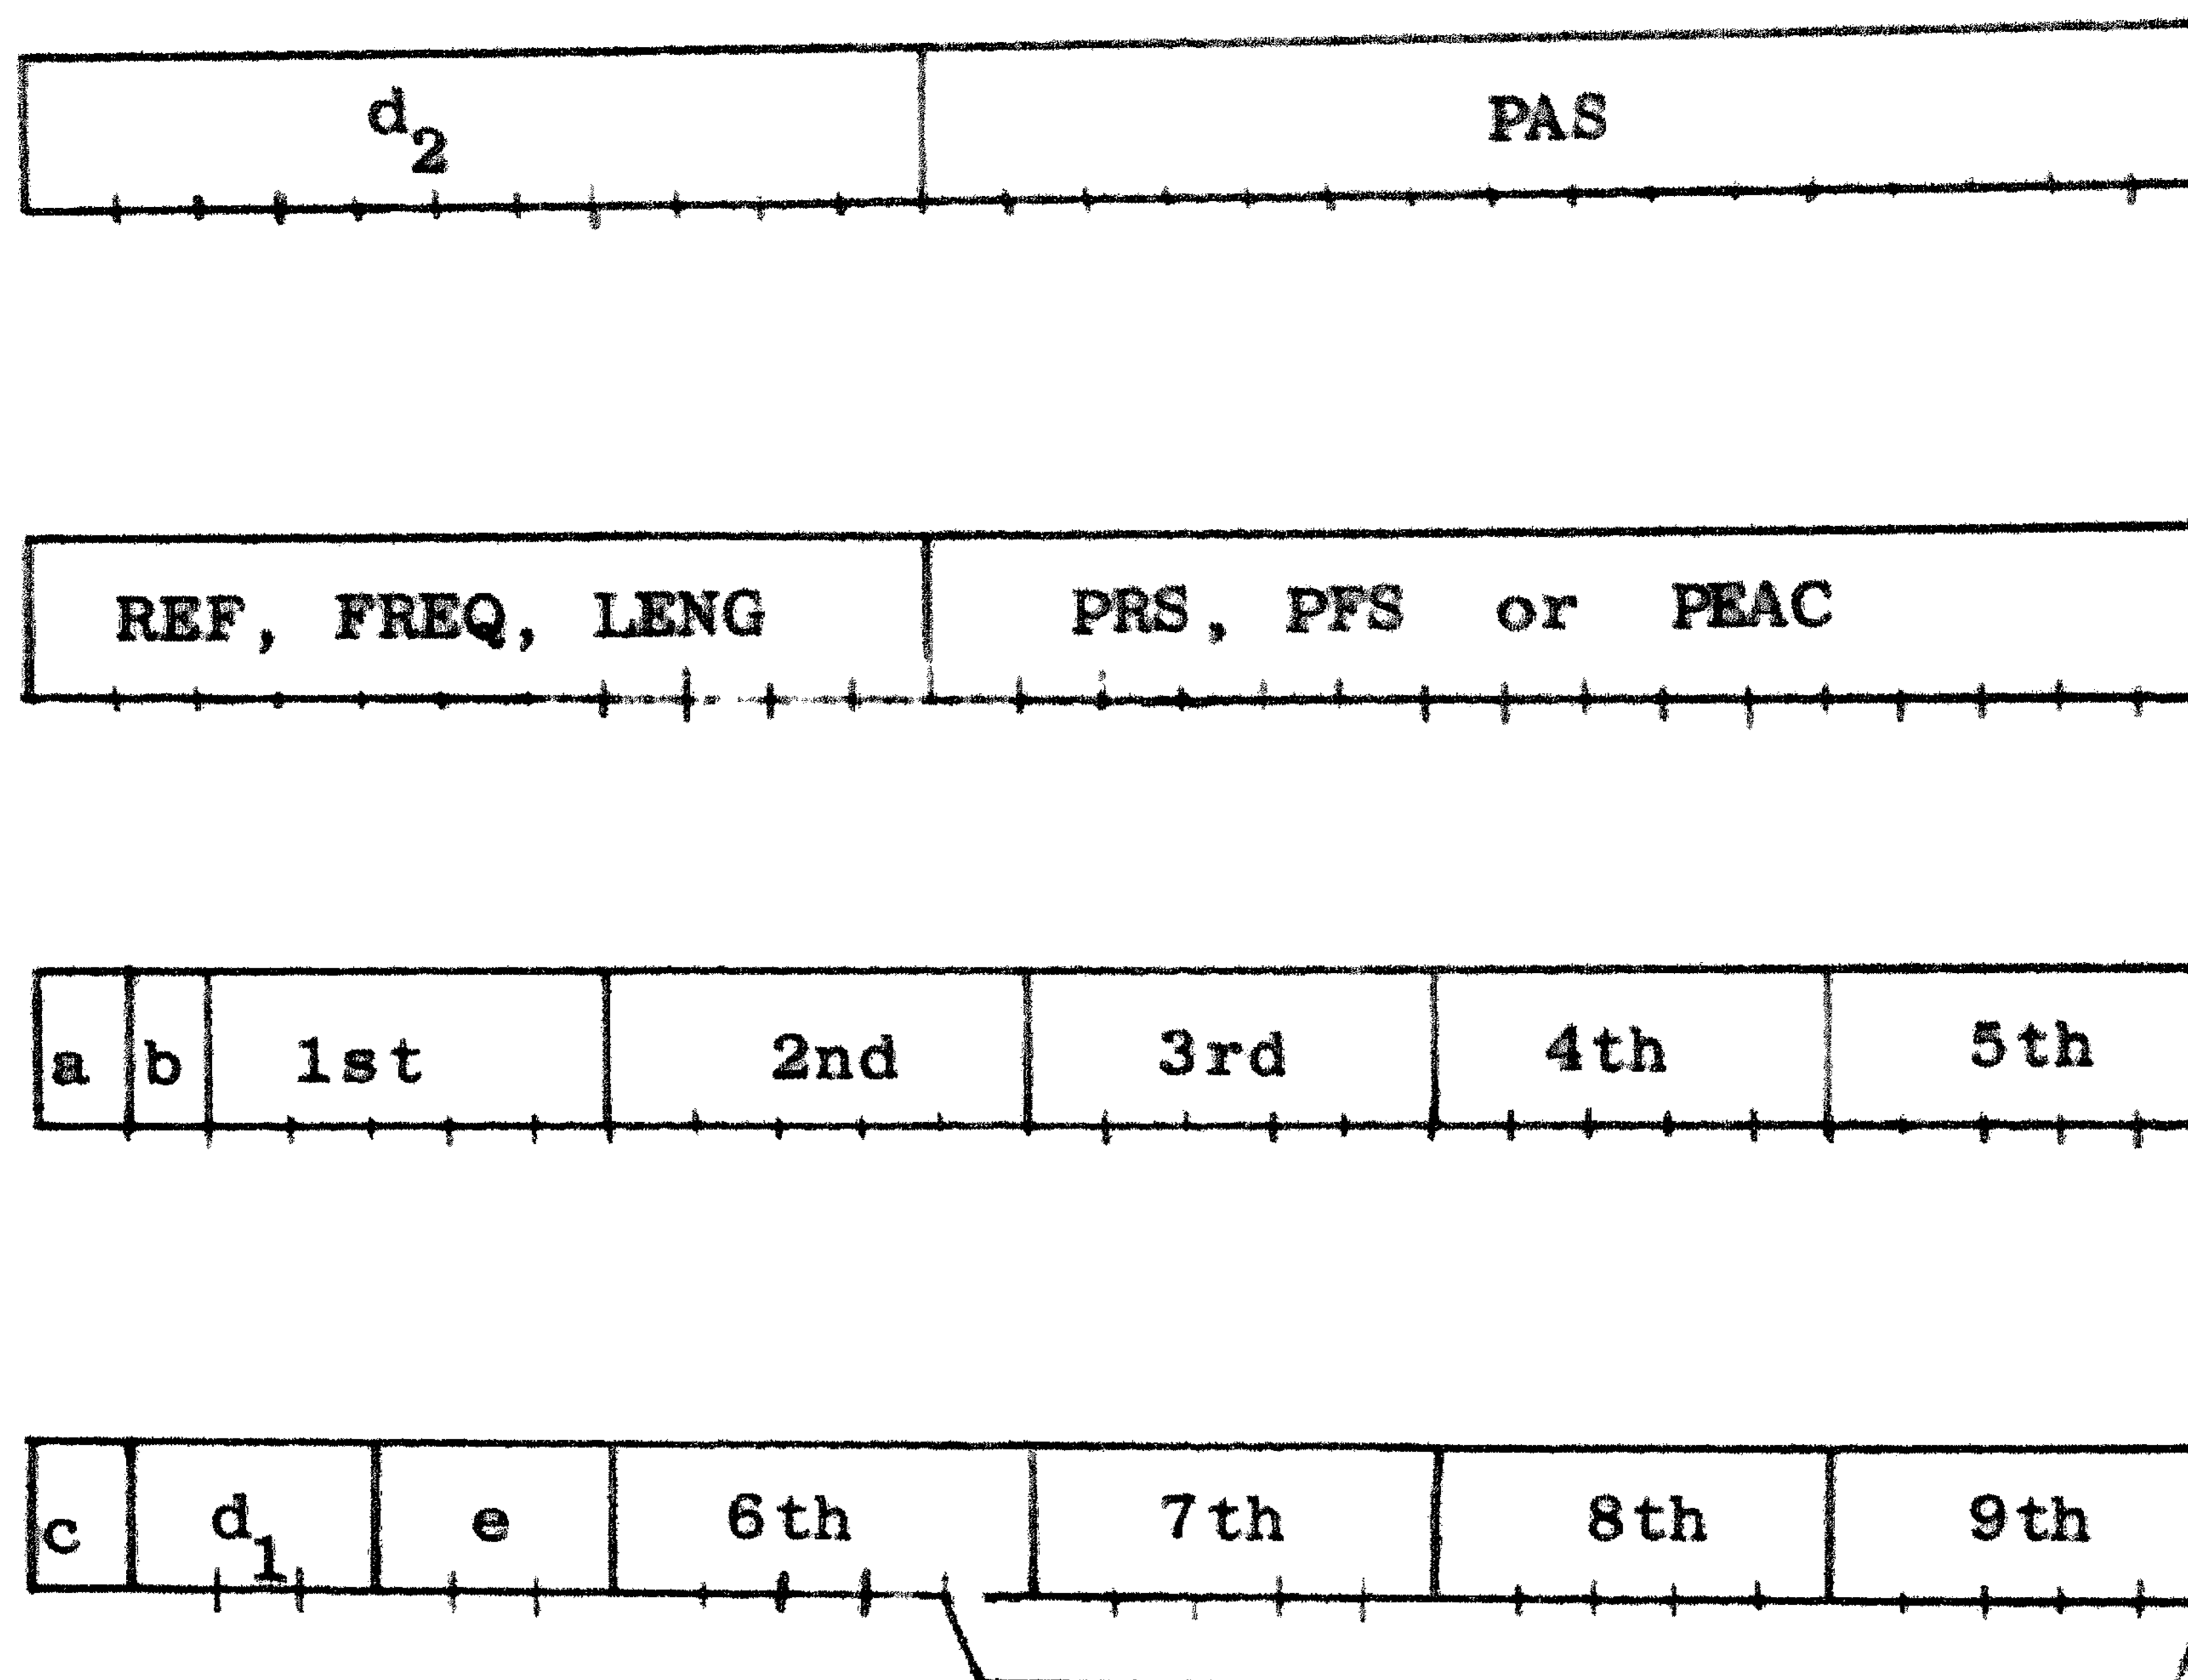 d2 PAS
REF, FREQ, LENG PRS, PFS or PEAC
a b 1st 2nd 3rd 4th 5th
c d1 e 6th 7th 8th 9th